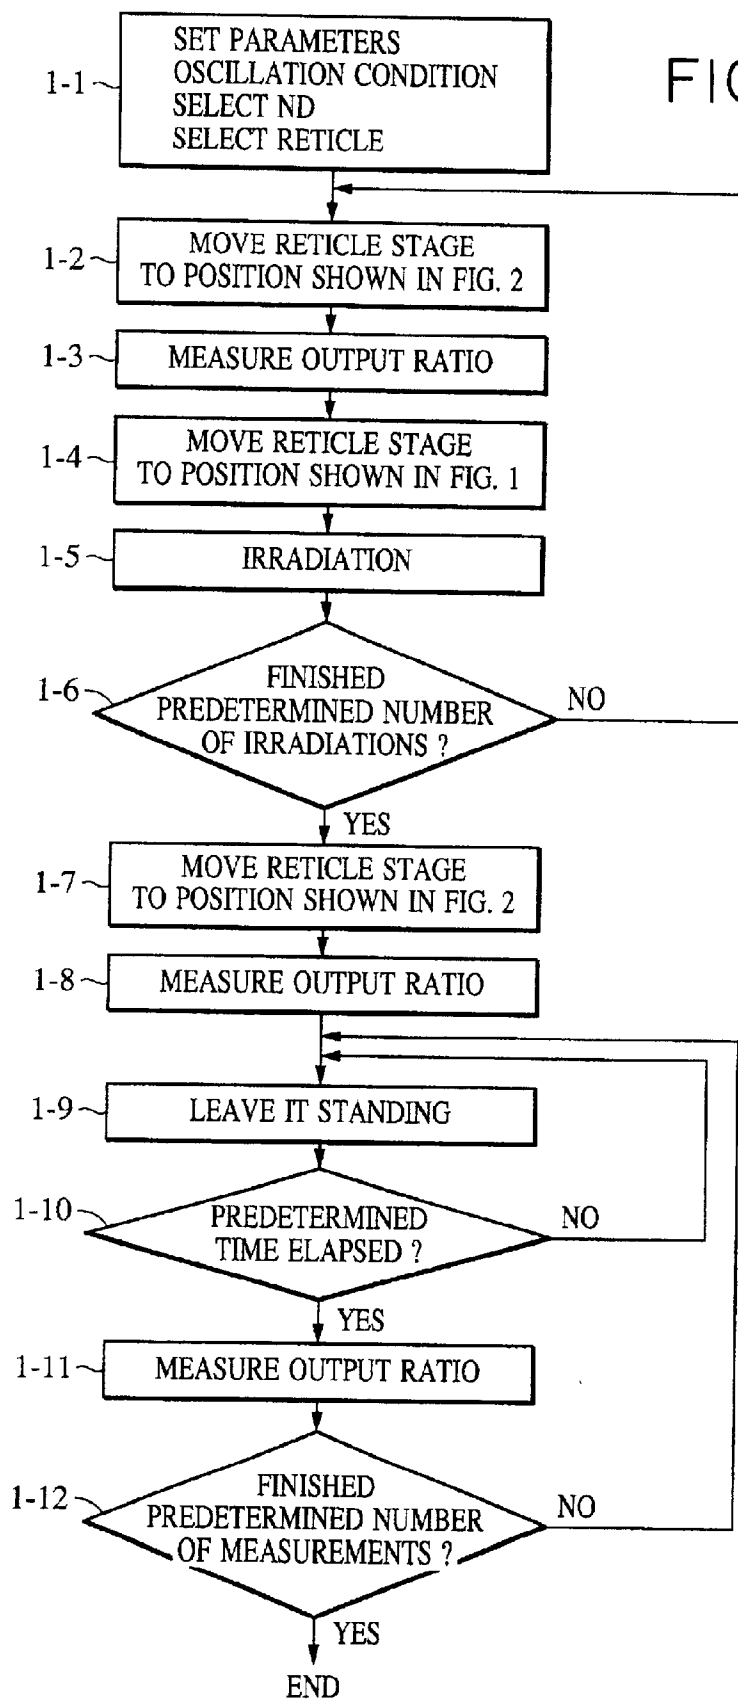 SET PARAMETERS
OSCILLATION CONDITION
SELECT ND
SELECT RETICLE
1-1
FIG
1-2
MOVE RETICLE STAGE
TO POSITION SHOWN IN FIG. 2
1-3
MEASURE OUTPUT RATIO
1-4
MOVE RETICLE STAGE
TO POSITION SHOWN IN FIG. 1
1-5
IRRADIATION
1-6
FINISHED
PREDETERMINED NUMBER
OF IRRADIATIONS ?
NO
YES
1-7
MOVE RETICLE STAGE
TO POSITION SHOWN IN FIG. 2
1-8
MEASURE OUTPUT RATIO
1-9
LEAVE IT STANDING
1-10
PREDETERMINED
TIME ELAPSED ?
NO
YES
1-11
MEASURE OUTPUT RATIO
1-12
FINISHED
PREDETERMINED NUMBER
OF MEASUREMENTS ?
NO
YES
END